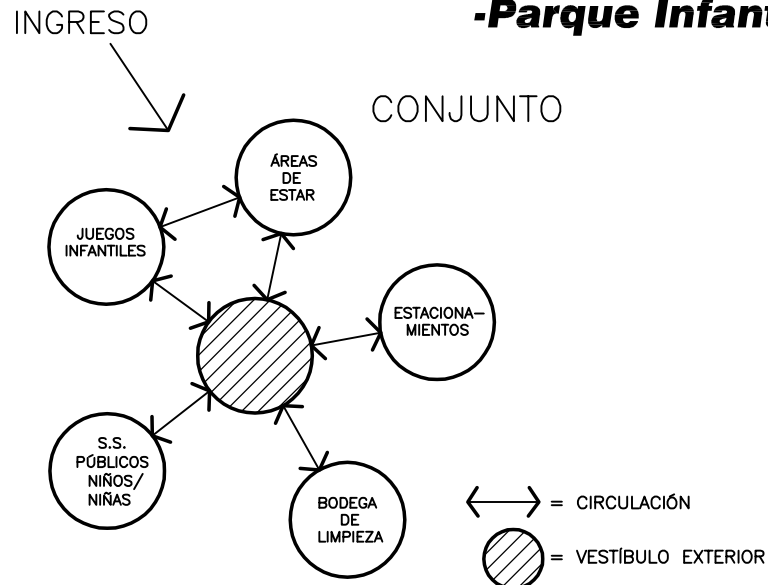 INGRESO
-Parque Infant
CONJUNTO
ÁREAS
DE
ESTAR
JUEGOS
INFANTILES
ESTACIONA-
MIENTOS
S.S.
PÚBLICOS
NIÑOS/
NIÑAS
BODEGA
DE
LIMPIEZA
= CIRCULACIÓN
= VESTÍBULO EXTERIOR